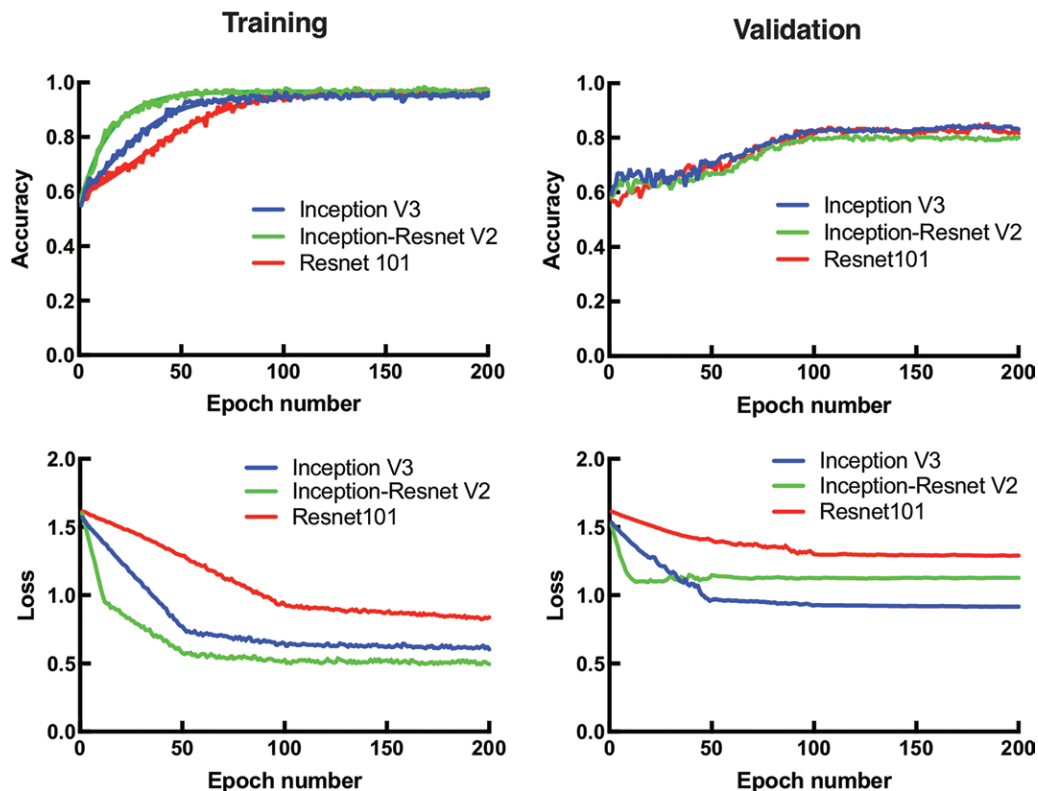 Training
Validation
1.0
0.8
0.6
0.4
0.2
0.0
Accuracy
Inception V3
Inception-Resnet V2
Resnet 101
0
50
100
150
200
Epoch number
1.0
0.8
0.6
0.4
0.2
0.0
Accuracy
Inception V3
Inception-Resnet V2
Resnet101
0
50
100
150
200
Epoch number
2.0
1.5
1.0
0.5
0.0
Loss
Inception V3
Inception-Resnet V2
Resnet101
0
50
100
150
200
Epoch number
2.0
1.5
1.0
0.5
0.0
Loss
Inception V3
Inception-Resnet V2
Resnet101
0
50
100
150
200
Epoch number